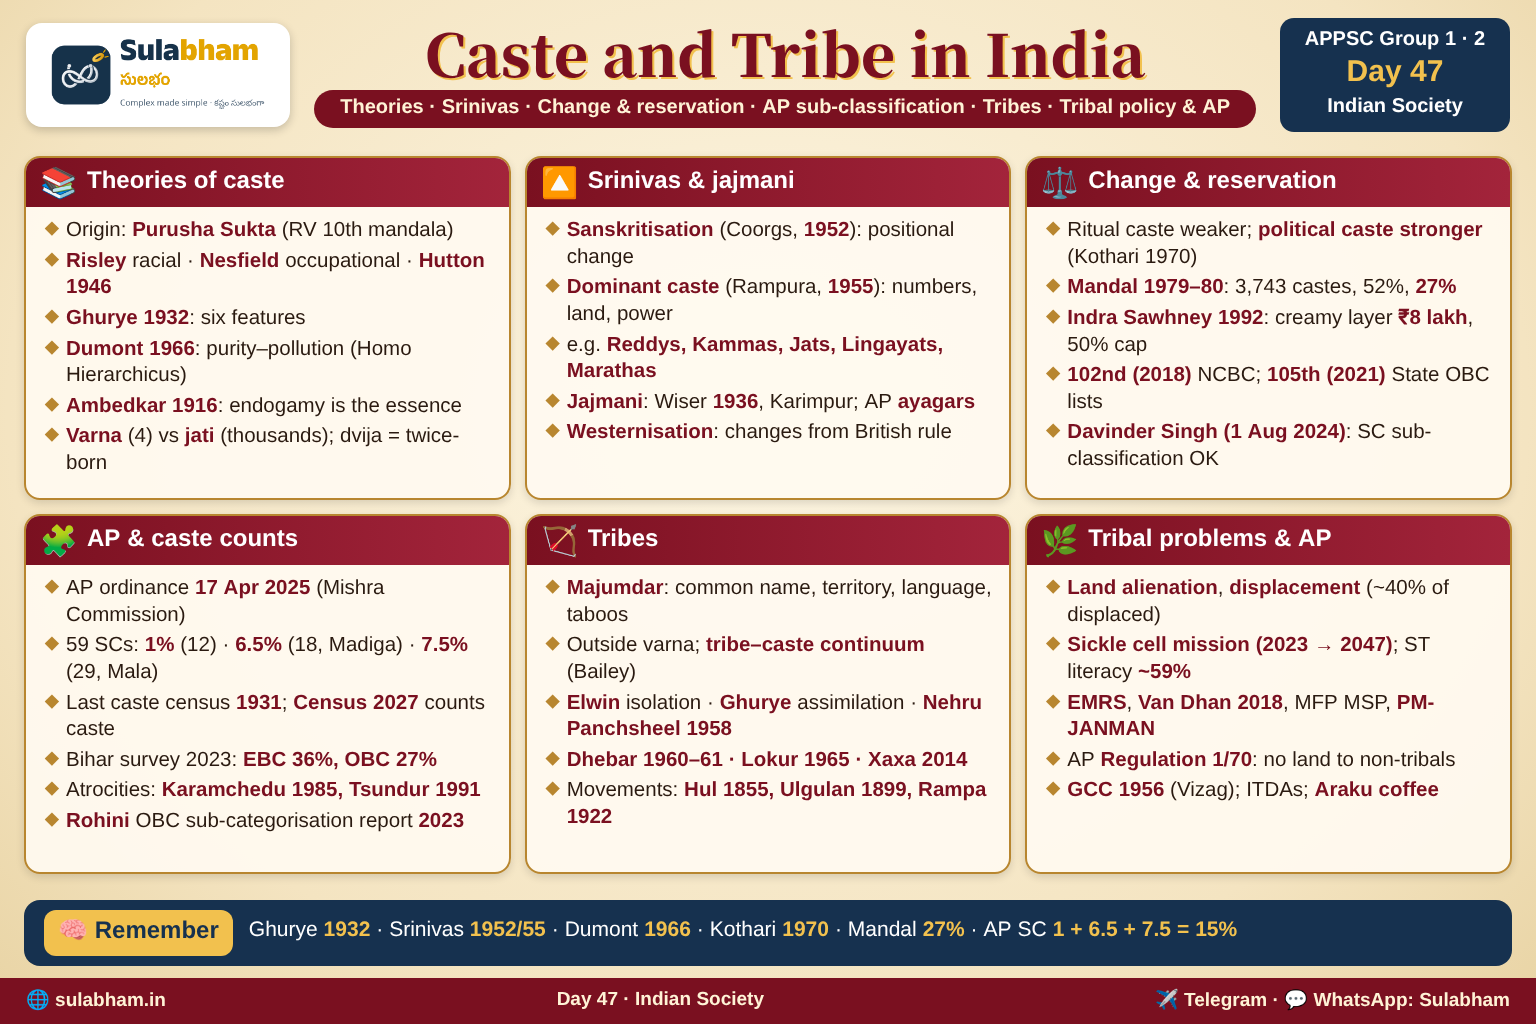 Sulabham
సులభం
Complex made simple · కష్టం సులభంగా
Caste and Tribe in India
Theories · Srinivas · Change & reservation · AP sub-classification · Tribes · Tribal policy & AP
APPSC Group 1 · 2
Day 47
Indian Society
📚 Theories of caste
◆ Origin: Purusha Sukta (RV 10th mandala)
◆ Risley racial · Nesfield occupational · Hutton
1946
◆ Ghurye 1932: six features
◆ Dumont 1966: purity–pollution (Homo
Hierarchicus)
◆ Ambedkar 1916: endogamy is the essence
◆ Varna (4) vs jati (thousands); dvija = twice-
born
🔼 Srinivas & jajmani
◆ Sanskritisation (Coorgs, 1952): positional
change
◆ Dominant caste (Rampura, 1955): numbers,
land, power
◆ e.g. Reddys, Kammas, Jats, Lingayats,
Marathas
◆ Jajmani: Wiser 1936, Karimpur; AP ayagars
◆ Westernisation: changes from British rule
⚖️ Change & reservation
◆ Ritual caste weaker; political caste stronger
(Kothari 1970)
◆ Mandal 1979–80: 3,743 castes, 52%, 27%
◆ Indra Sawhney 1992: creamy layer ₹8 lakh,
50% cap
◆ 102nd (2018) NCBC; 105th (2021) State OBC
lists
◆ Davinder Singh (1 Aug 2024): SC sub-
classification OK
🧩 AP & caste counts
◆ AP ordinance 17 Apr 2025 (Mishra
Commission)
◆ 59 SCs: 1% (12) · 6.5% (18, Madiga) · 7.5%
(29, Mala)
◆ Last caste census 1931; Census 2027 counts
caste
◆ Bihar survey 2023: EBC 36%, OBC 27%
◆ Atrocities: Karamchedu 1985, Tsundur 1991
◆ Rohini OBC sub-categorisation report 2023
🏹 Tribes
◆ Majumdar: common name, territory, language,
taboos
◆ Outside varna; tribe–caste continuum
(Bailey)
◆ Elwin isolation · Ghurye assimilation · Nehru
Panchsheel 1958
◆ Dhebar 1960–61 · Lokur 1965 · Xaxa 2014
◆ Movements: Hul 1855, Ulgulan 1899, Rampa
1922
🌿 Tribal problems & AP
◆ Land alienation, displacement (~40% of
displaced)
◆ Sickle cell mission (2023 → 2047); ST
literacy ~59%
◆ EMRS, Van Dhan 2018, MFP MSP, PM-
JANMAN
◆ AP Regulation 1/70: no land to non-tribals
◆ GCC 1956 (Vizag); ITDAs; Araku coffee
🧠 Remember Ghurye 1932 · Srinivas 1952/55 · Dumont 1966 · Kothari 1970 · Mandal 27% · AP SC 1 + 6.5 + 7.5 = 15%
🌐 sulabham.in Day 47 · Indian Society ✈️ Telegram · 💬 WhatsApp: Sulabham